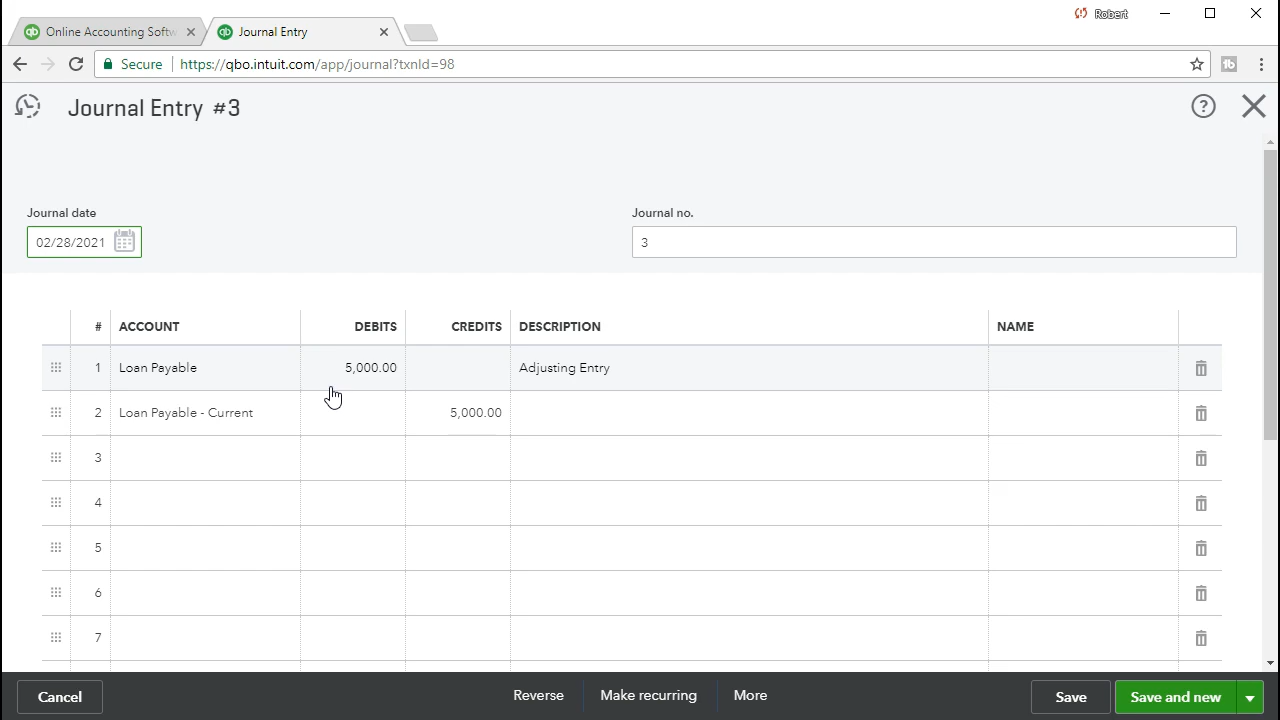 Online Accounting Softw
Journal Entry
Robert
Secure
https://qbo.intuit.com/app/journal?txnId=98
Journal Entry #3
Journal date
02/28/2021
Journal no.
3
# ACCOUNT DEBITS CREDITS DESCRIPTION NAME
1 Loan Payable 5,000.00 Adjusting Entry
2 Loan Payable - Current 5,000.00
3
4
5
6
7
Cancel Reverse Make recurring More Save Save and new